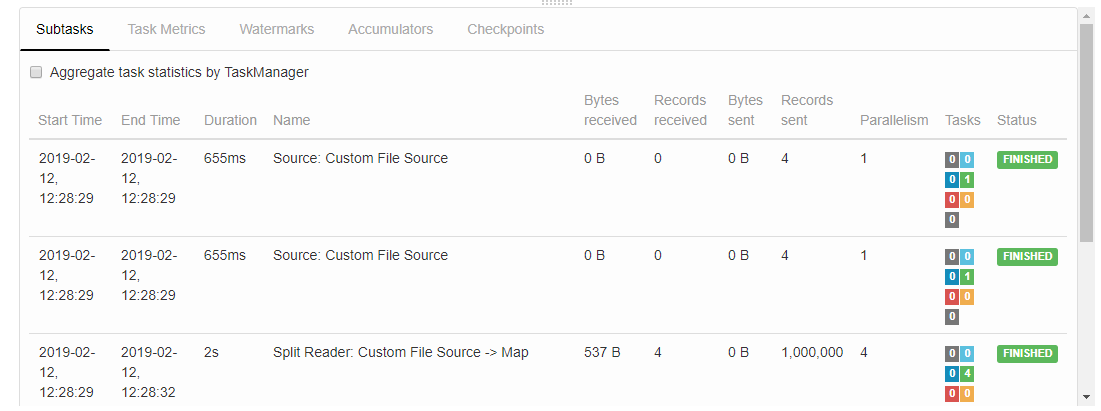 Subtasks Task Metrics Watermarks Accumulators Checkpoints
Aggregate task statistics by TaskManager
Start Time End Time Duration Name Bytes received Records received Bytes sent Records sent Parallelism Tasks Status
2019-02- 2019-02- 655ms Source: Custom File Source 0 B 0 0 B 4 1 0 0 FINISHED
12, 12, 0 1
12:28:29 12:28:29 0 0
0
2019-02- 2019-02- 655ms Source: Custom File Source 0 B 0 0 B 4 1 0 0 FINISHED
12, 12, 0 1
12:28:29 12:28:29 0 0
0
2019-02- 2019-02- 2s Split Reader: Custom File Source -> Map 537 B 4 0 B 1,000,000 4 0 0 FINISHED
12, 12, 0 4
12:28:29 12:28:32 0 0